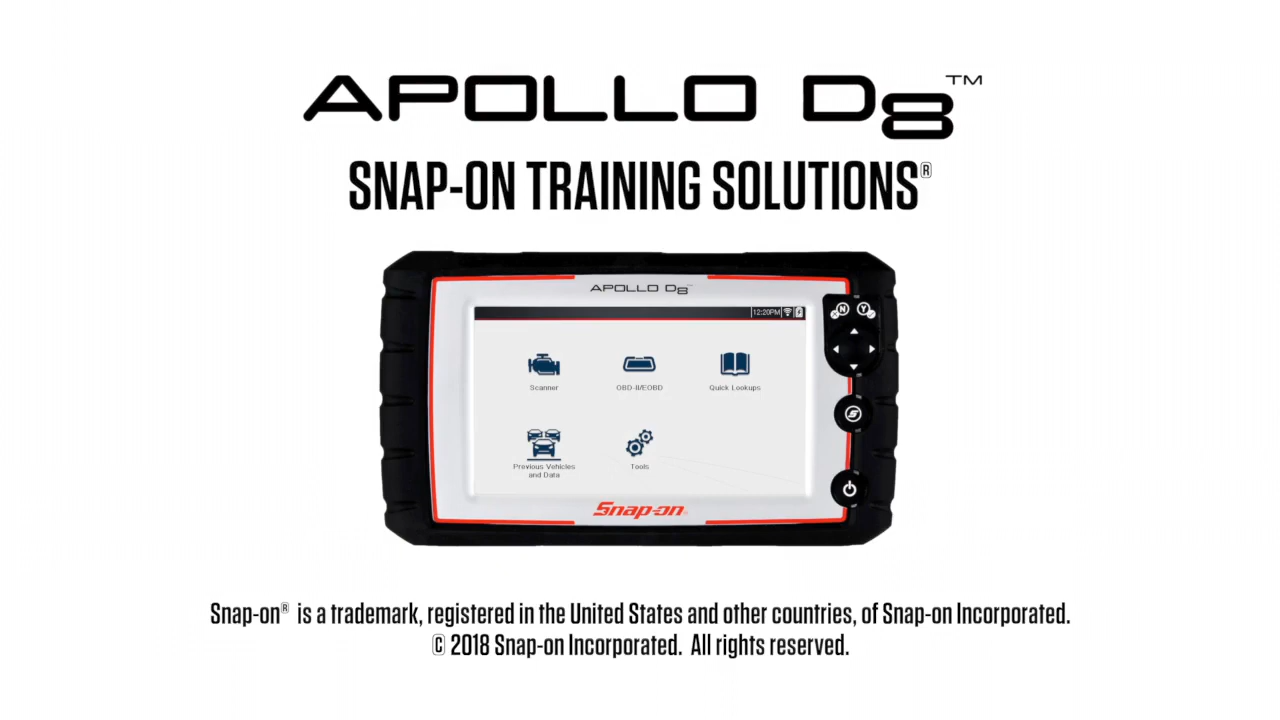 APOLLO D8™
SNAP-ON TRAINING SOLUTIONS®
APOLLO D8™
12:20PM
N Y
Scanner
OBD-II/EOBD
Quick Lookups
S
Previous Vehicles
and Data
Tools
Snap-on®
Snap-on® is a trademark, registered in the United States and other countries, of Snap-on Incorporated.
© 2018 Snap-on Incorporated. All rights reserved.